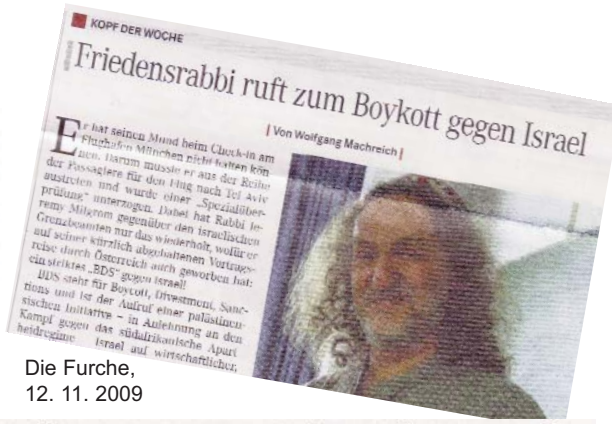 KOPF DER WOCHE
Friedensrabbi ruft zum Boykott gegen Israel
| Von Wolfgang Machreich |
Er hat seinen Mund beim Check-in am
Flughafen München nicht halten kön
nen. Darum musste er aus der Reihe
der Passagiere für den Flug nach Tel Aviv
austreten und wurde einer „Spezialüber-
prüfung“ unterzogen. Dabei hat Rabbi Je-
remy Milgrom gegenüber den israelischen
Grenzbeamten nur das wiederholt, wofür er
auf seiner kürzlich abgehaltenen Vortrags-
reise durch Österreich auch geworben hat:
ein striktes „BDS“ gegen Israel!
BDS steht für Boycott, Divestment, Sanc-
tions und ist der Aufruf einer palästinen-
sischen Initiative – in Anlehnung an den
Kampf gegen das südafrikanische Apart
heidregime – Israel auf wirtschaftlicher,
Die Furche,
12. 11. 2009